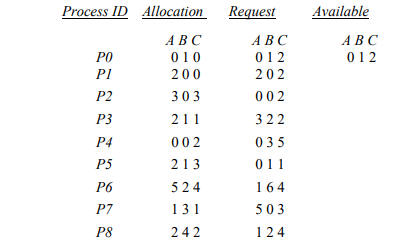 Process ID Allocation Request Available
A B C A B C A B C
P0 0 1 0 0 1 2 0 1 2
P1 2 0 0 2 0 2
P2 3 0 3 0 0 2
P3 2 1 1 3 2 2
P4 0 0 2 0 3 5
P5 2 1 3 0 1 1
P6 5 2 4 1 6 4
P7 1 3 1 5 0 3
P8 2 4 2 1 2 4